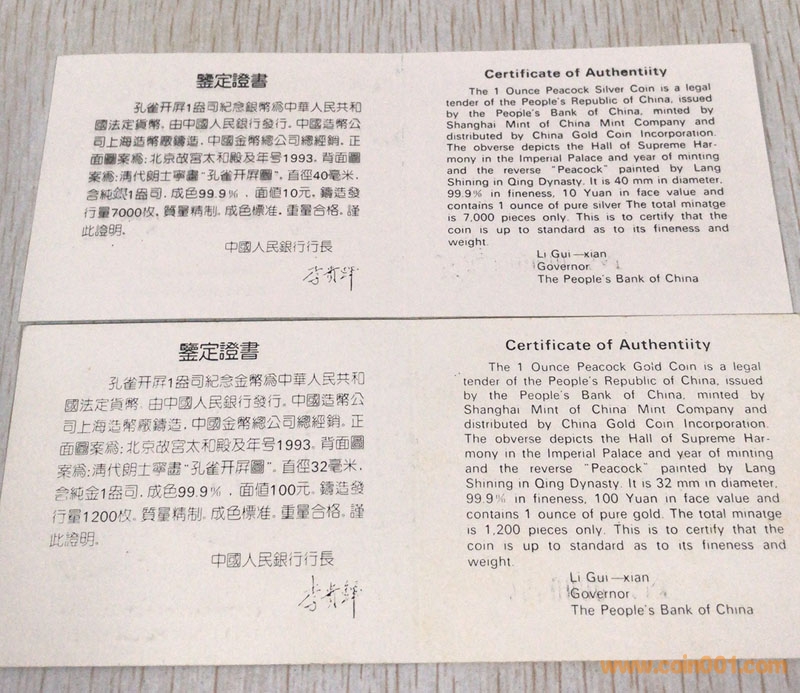 鑒定證書
孔雀开屏1盎司紀念銀幣為中華人民共和
國法定貨幣，由中國人民銀行發行。中國造幣公
司上海造幣廠鑄造，中國金幣總公司總經銷。正
面圖案為：北京故宮太和殿及年号1993，背面圖
案為：清代朗士寧畫“孔雀开屏圖”，直徑40毫米，
含純銀1盎司，成色99.9%，面值10元，鑄造發
行量7000枚，質量精制，成色標准，重量合格，謹
此證明。
中國人民銀行行長
李貴鲜
Certificate of Authentiity
The 1 Ounce Peacock Silver Coin is a legal
tender of the People's Republic of China, issued
by the People's Bank of China, minted by
Shanghai Mint of China Mint Company and
distributed by China Gold Coin Incorporation.
The obverse depicts the Hall of Supreme Har-
mony in the Imperial Palace and year of minting
and the reverse "Peacock" painted by Lang
Shining in Qing Dynasty. It is 40 mm in diameter,
99.9% in fineness, 10 Yuan in face value and
contains 1 ounce of pure silver The total minatge
is 7,000 pieces only. This is to certify that the
coin is up to standard as to its fineness and
weight.
Li Gui—xian
Governor
The People's Bank of China
鑒定證書
孔雀开屏1盎司紀念金幣為中華人民共和
國法定貨幣，由中國人民銀行發行。中國造幣公
司上海造幣廠鑄造，中國金幣總公司總經銷。正
面圖案為：北京故宮太和殿及年号1993。背面圖
案為：清代朗士寧畫“孔雀开屏圖”。直徑32毫米，
含純金1盎司，成色99.9%，面值100元。鑄造發
行量1200枚。質量精制。成色標准。重量合格。謹
此證明。
中國人民銀行行長
李貴鲜
Certificate of Authentiity
The 1 Ounce Peacock Gold Coin is a legal
tender of the People's Republic of China, issued
by the People's Bank of China, minted by
Shanghai Mint of China Mint Company and
distributed by China Gold Coin Incorporation.
The obverse depicts the Hall of Supreme Har-
mony in the Imperial Palace and year of minting
and the reverse "Peacock" painted by Lang
Shining in Qing Dynasty. It is 32 mm in diameter,
99.9% in fineness, 100 Yuan in face value and
contains 1 ounce of pure gold. The total minatge
is 1,200 pieces only. This is to certify that the
coin is up to standard as to its fineness and
weight.
Li Gui—xian
Governor
The People's Bank of China
www.coin001.com